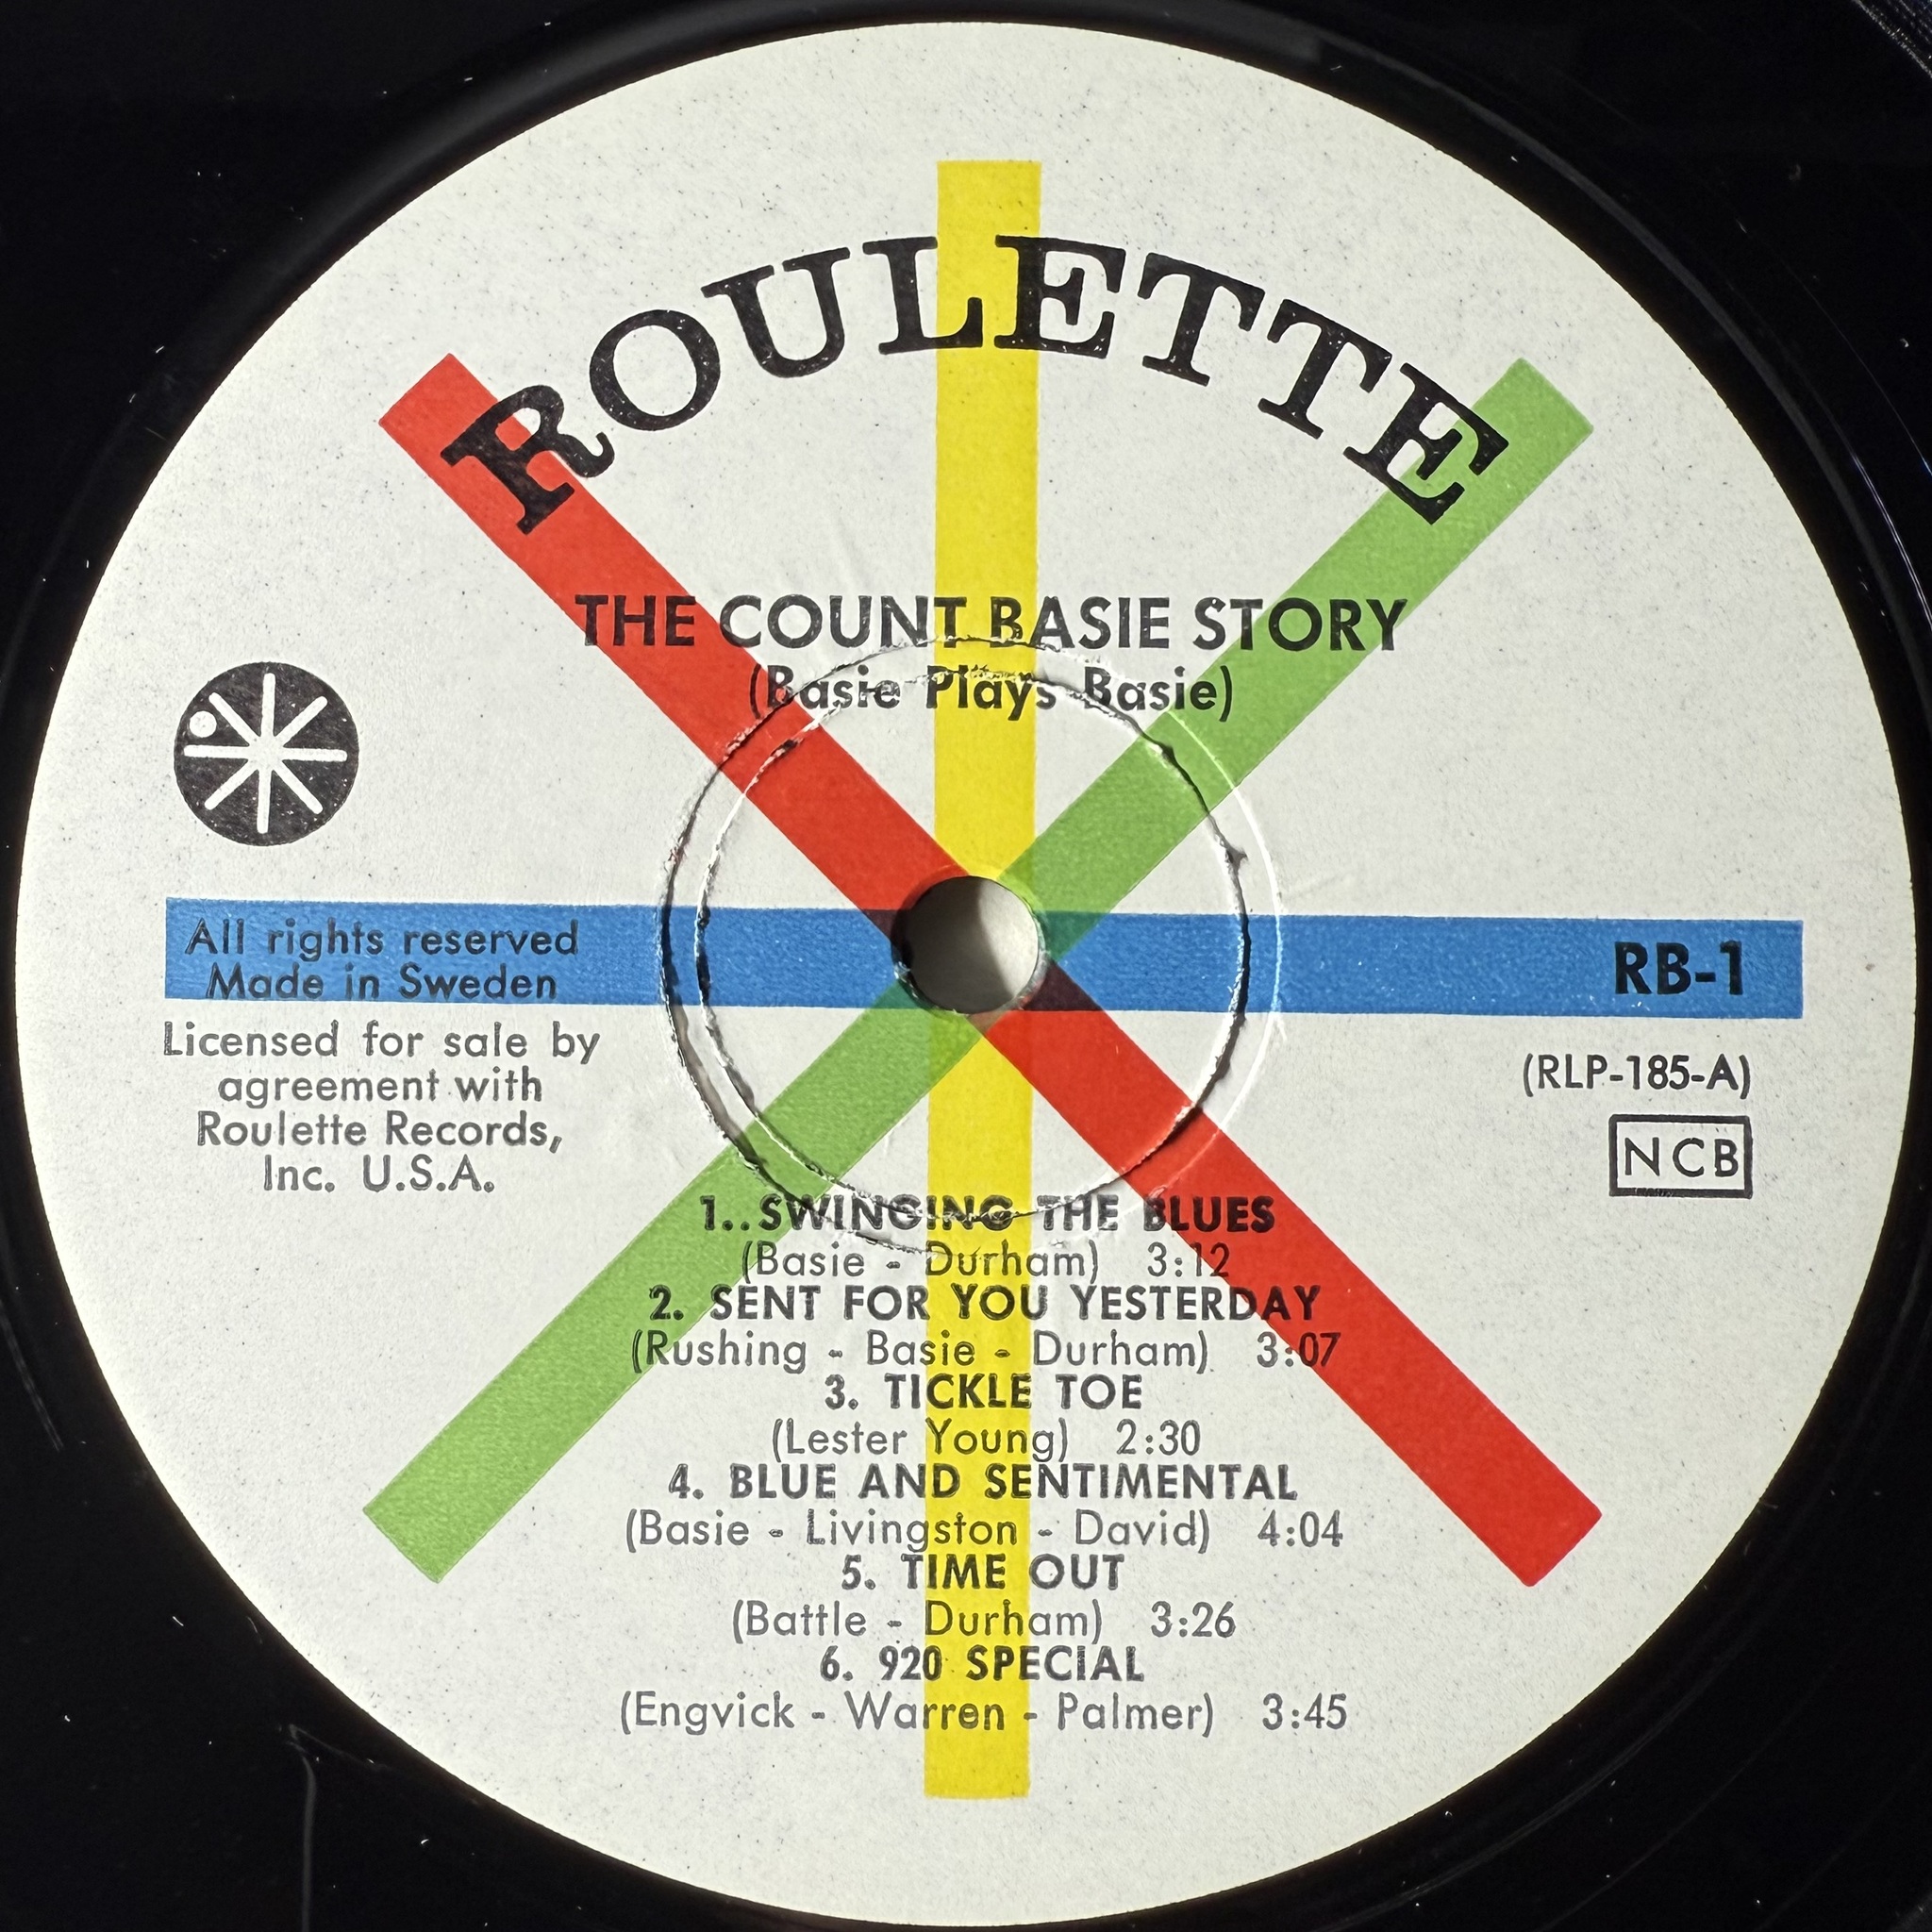 ROULETTE
THE COUNT BASIE STORY
(Basie Plays Basie)
All rights reserved
Made in Sweden
Licensed for sale by
agreement with
Roulette Records,
Inc. U.S.A.
RB-1
(RLP-185-A)
NCB
1..SWINGING THE BLUES
(Basie - Durham) 3:12
2. SENT FOR YOU YESTERDAY
(Rushing - Basie - Durham) 3:07
3. TICKLE TOE
(Lester Young) 2:30
4. BLUE AND SENTIMENTAL
(Basie - Livingston - David) 4:04
5. TIME OUT
(Battle - Durham) 3:26
6. 920 SPECIAL
(Engvick - Warren - Palmer) 3:45